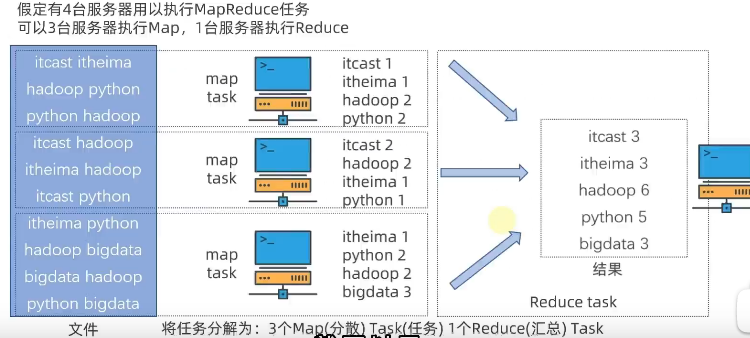 假定有4台服务器用以执行MapReduce任务
可以3台服务器执行Map，1台服务器执行Reduce
itcast itheima
hadoop python
python hadoop
map
task
>_
itcast 1
itheima 1
hadoop 2
python 2
itcast hadoop
itheima hadoop
itcast python
map
task
>_
itcast 2
hadoop 2
itheima 1
python 1
itheima python
hadoop bigdata
bigdata hadoop
python bigdata
map
task
>_
itheima 1
python 2
hadoop 2
bigdata 3
itcast 3
itheima 3
hadoop 6
python 5
bigdata 3
结果
>_
Reduce task
文件
将任务分解为：3个Map(分散) Task(任务) 1个Reduce(汇总) Task